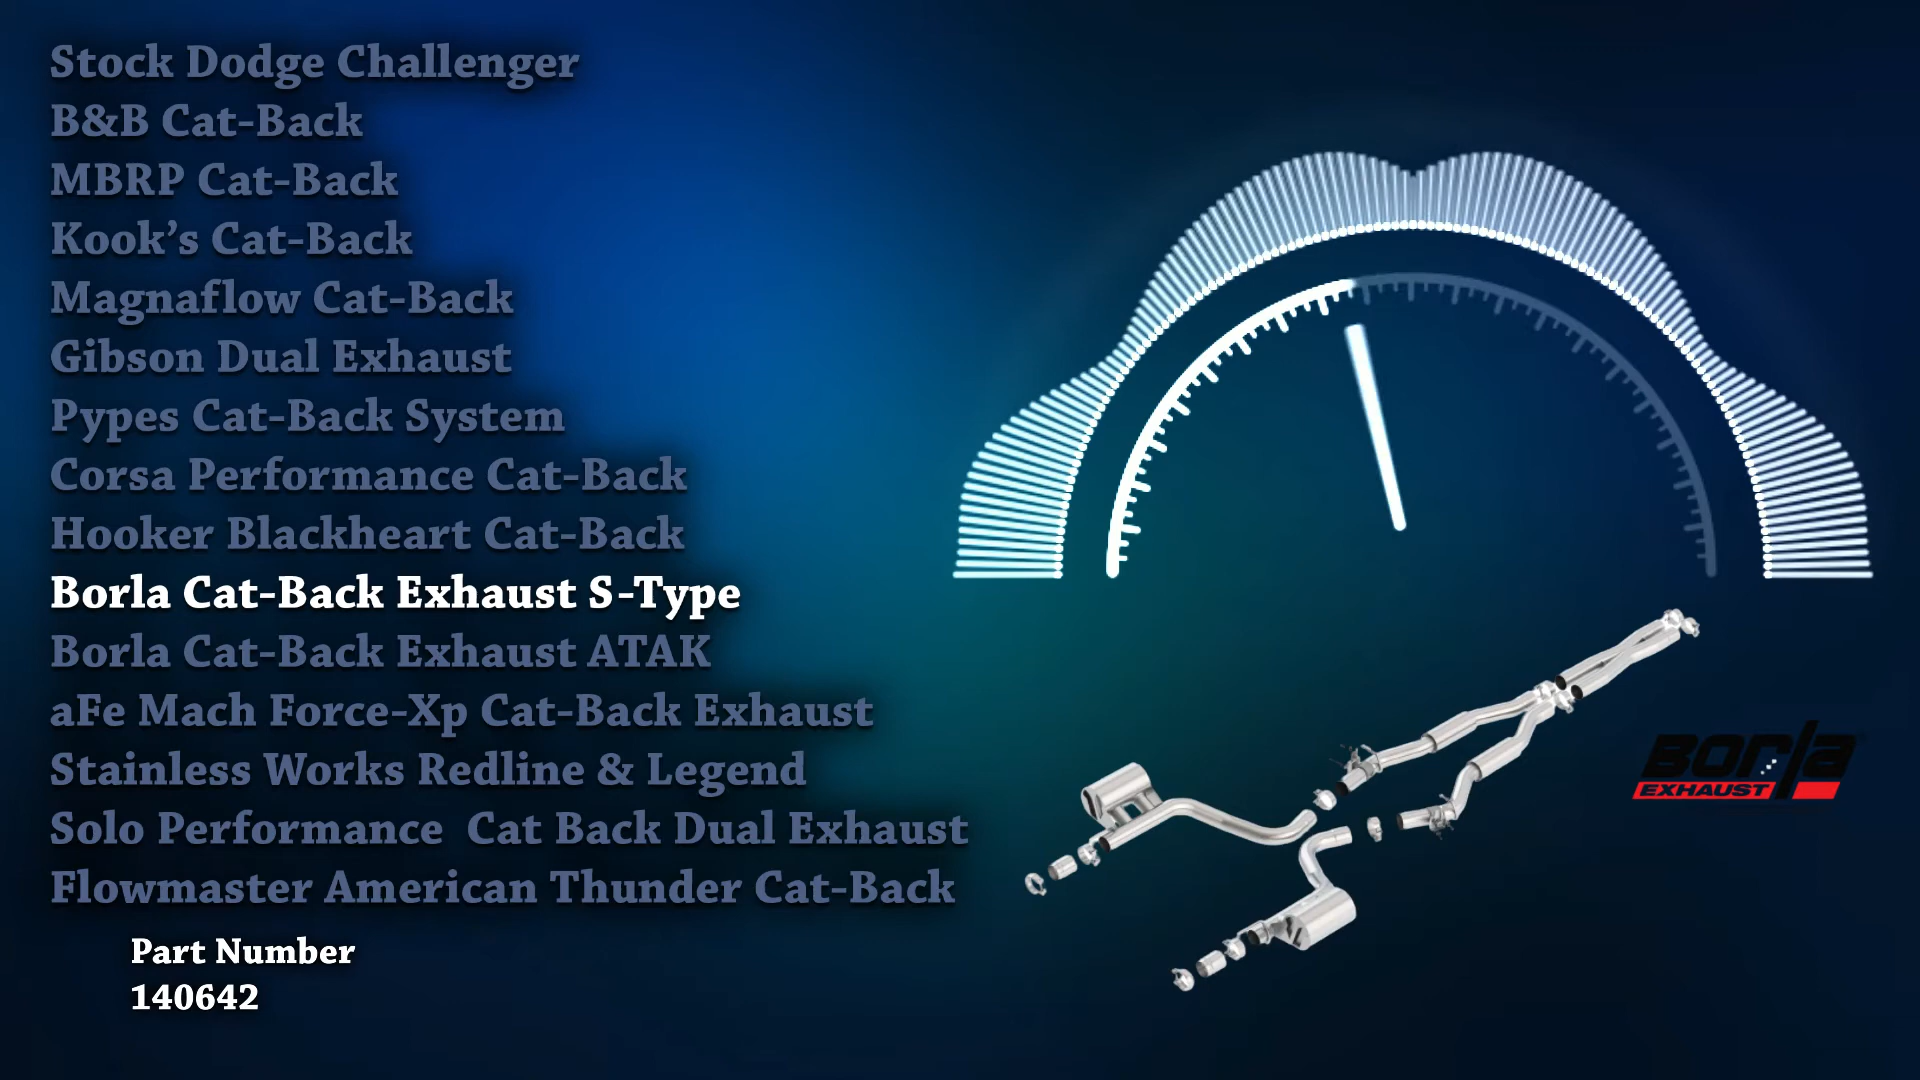 Stock Dodge Challenger
B&B Cat-Back
MBRP Cat-Back
Kook's Cat-Back
Magnaflow Cat-Back
Gibson Dual Exhaust
Pypes Cat-Back System
Corsa Performance Cat-Back
Hooker Blackheart Cat-Back
Borla Cat-Back Exhaust S-Type
Borla Cat-Back Exhaust ATAK
aFe Mach Force-Xp Cat-Back Exhaust
Stainless Works Redline & Legend
Solo Performance  Cat Back Dual Exhaust
Flowmaster American Thunder Cat-Back
Part Number
140642
Borla
EXHAUST